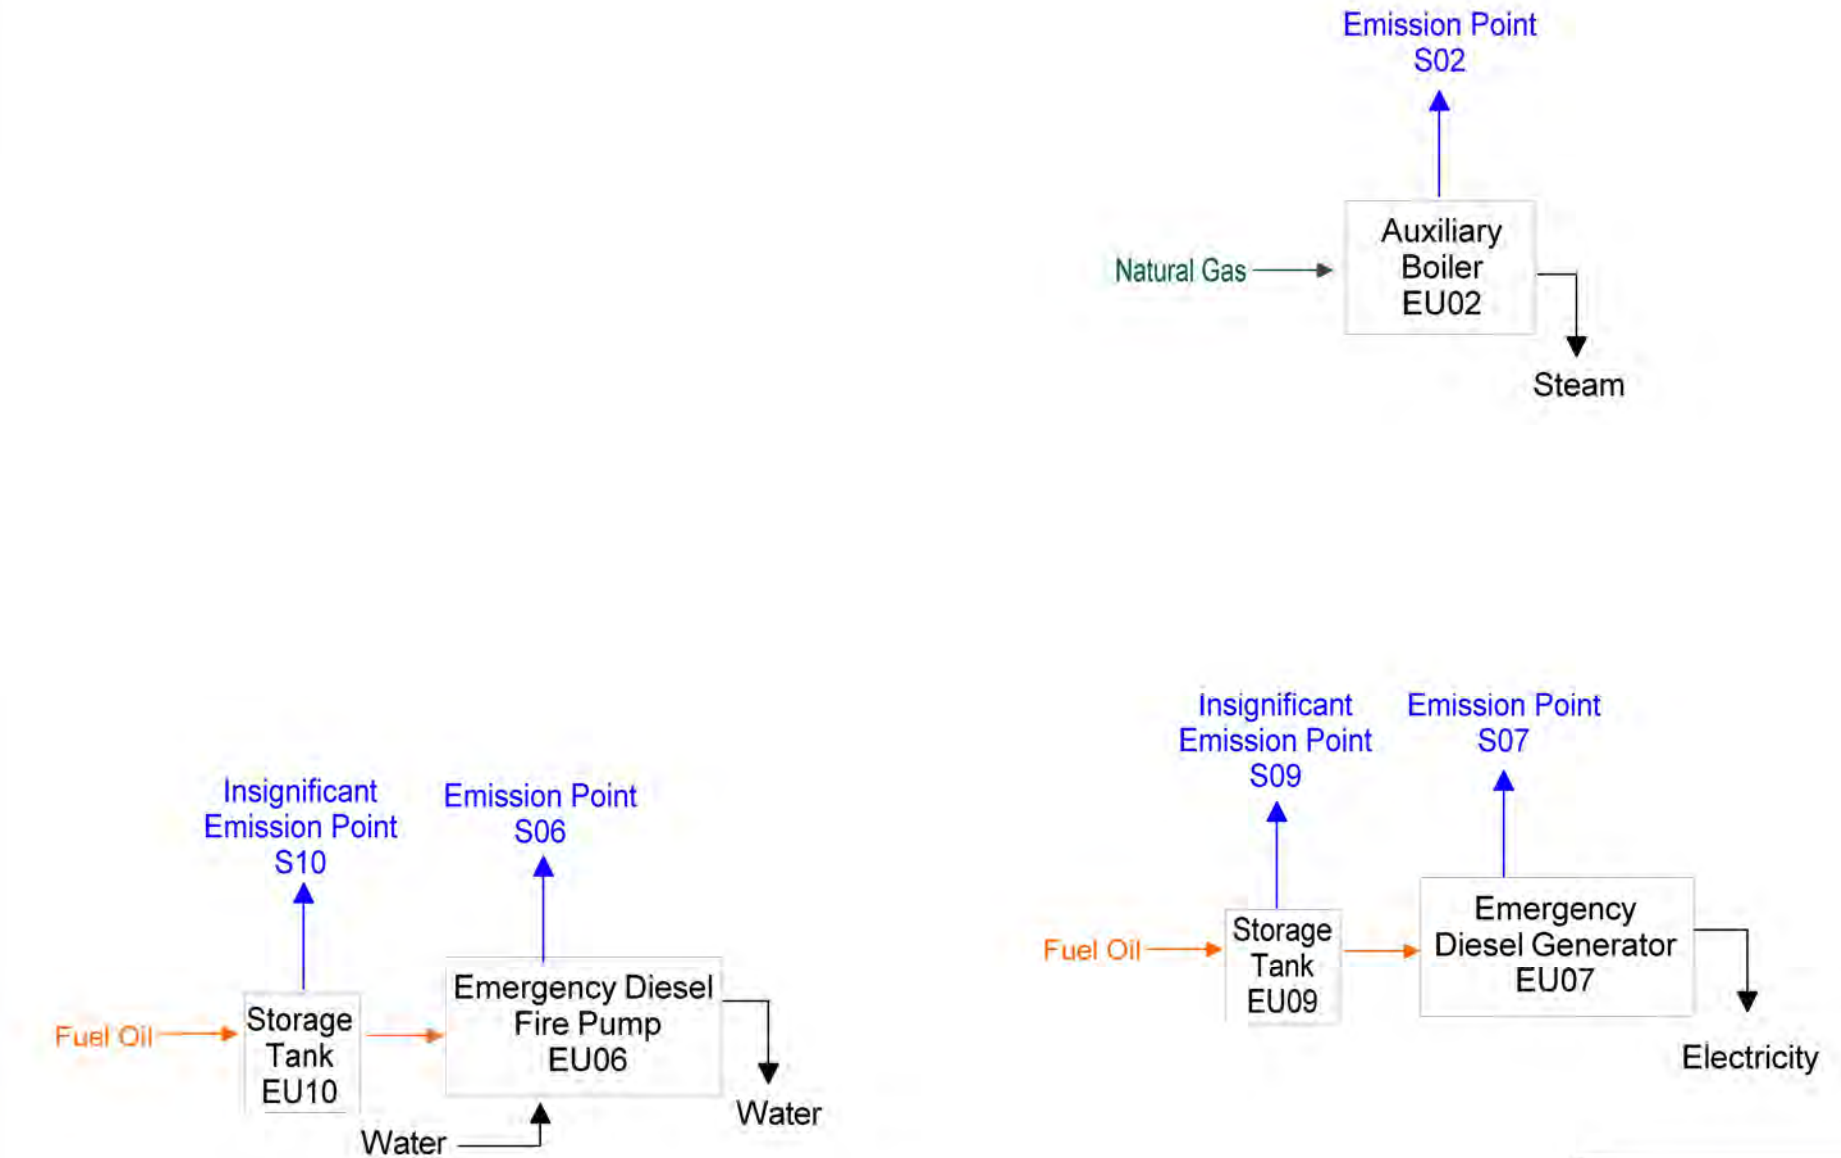 Emission Point
S02
Auxiliary
Boiler
EU02
Natural Gas
Steam
Insignificant
Emission Point
S10
Emission Point
S06
Fuel Oil
Storage
Tank
EU10
Emergency Diesel
Fire Pump
EU06
Water
Water
Insignificant
Emission Point
S09
Emission Point
S07
Fuel Oil
Storage
Tank
EU09
Emergency
Diesel Generator
EU07
Electricity